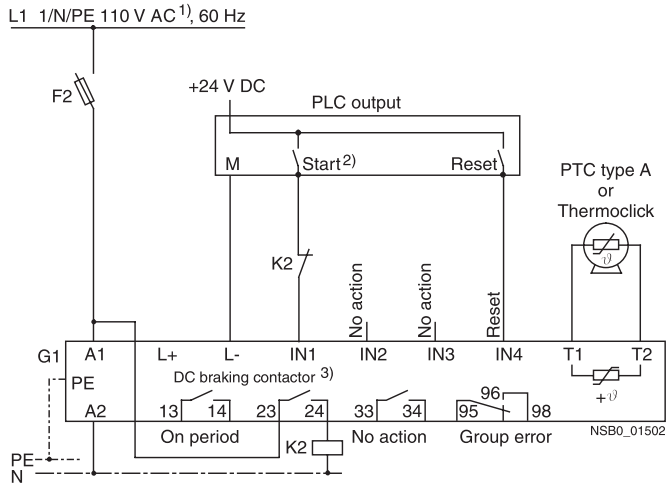 L1 1/N/PE 110 V AC 1), 60 Hz
F2
+24 V DC
PLC output
M
Start 2)
Reset
PTC type A
or
Thermoclick
ϑ
K2
No action
No action
Reset
G1
A1
L+
L-
IN1
IN2
IN3
IN4
T1
T2
PE
DC braking contactor 3)
+ϑ
A2
13
14
23
24
33
34
95
96
98
On period
K2
No action
Group error
NSB0_01502
PE
N